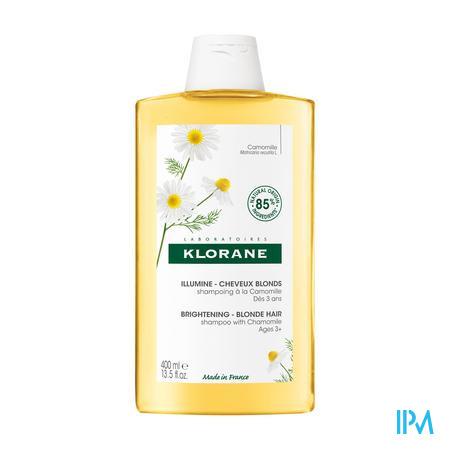 Camomille
Matricaria recutita L.
NATURAL ORIGIN
85%
INGREDIENTS
LABORATOIRES
KLORANE
ILLUMINE - CHEVEUX BLONDS
shampoing à la Camomille
Dès 3 ans
BRIGHTENING - BLONDE HAIR
shampoo with Chamomile
Ages 3+
400 ml e
13.5 fl.oz.
Made in France
IPM